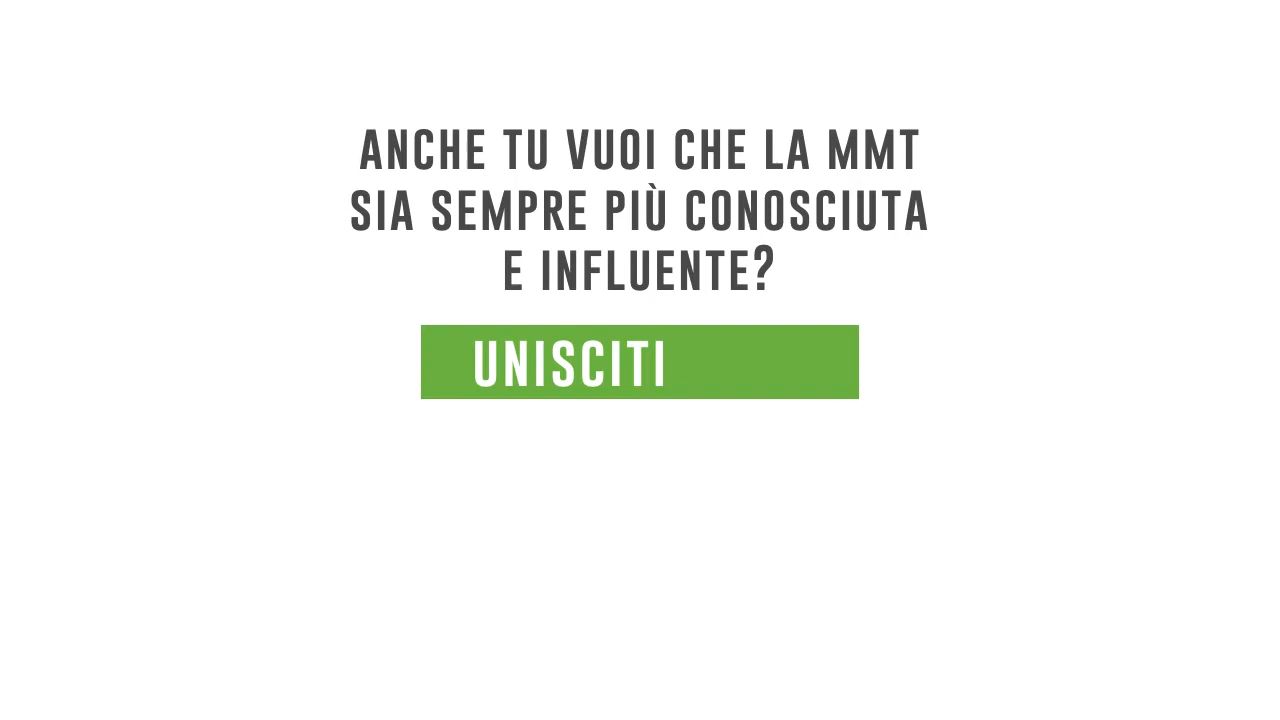 ANCHE TU VUOI CHE LA MMT
SIA SEMPRE PIÙ CONOSCIUTA
E INFLUENTE?
UNISCITI